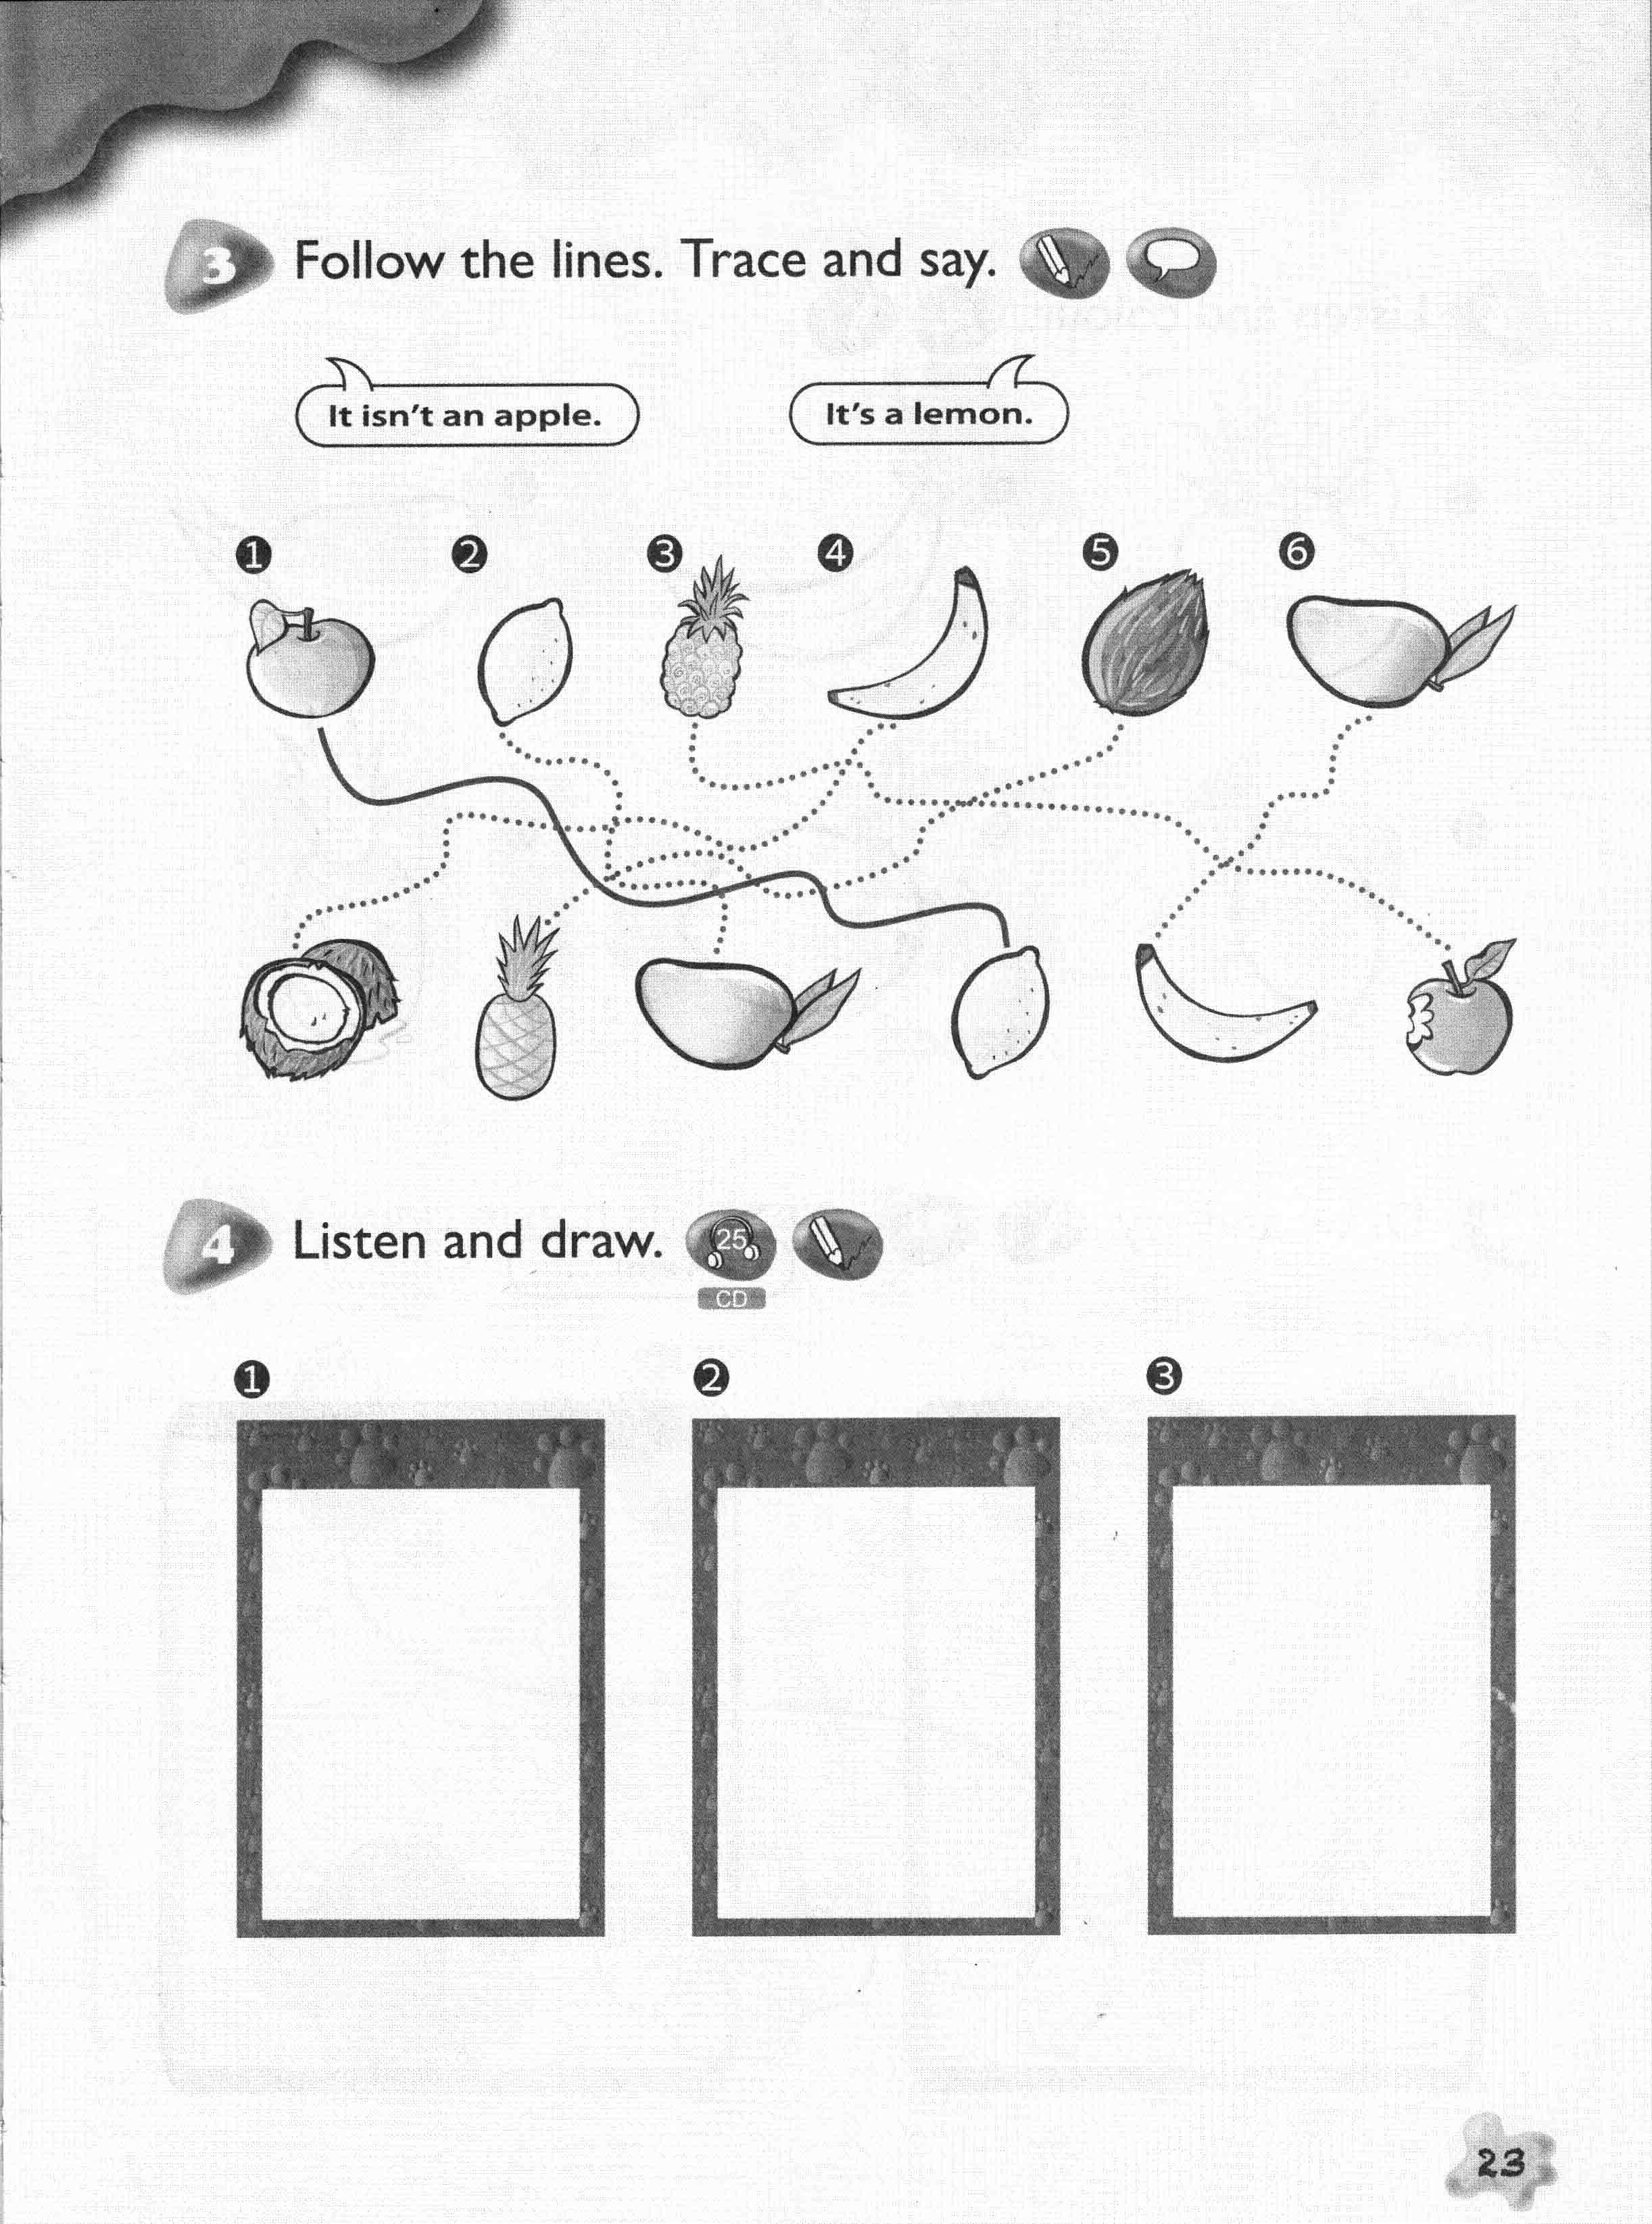 3 Follow the lines. Trace and say.
It isn't an apple. It's a lemon.
1 2 3 4 5 6
4 Listen and draw. 25
CD
1 2 3
23